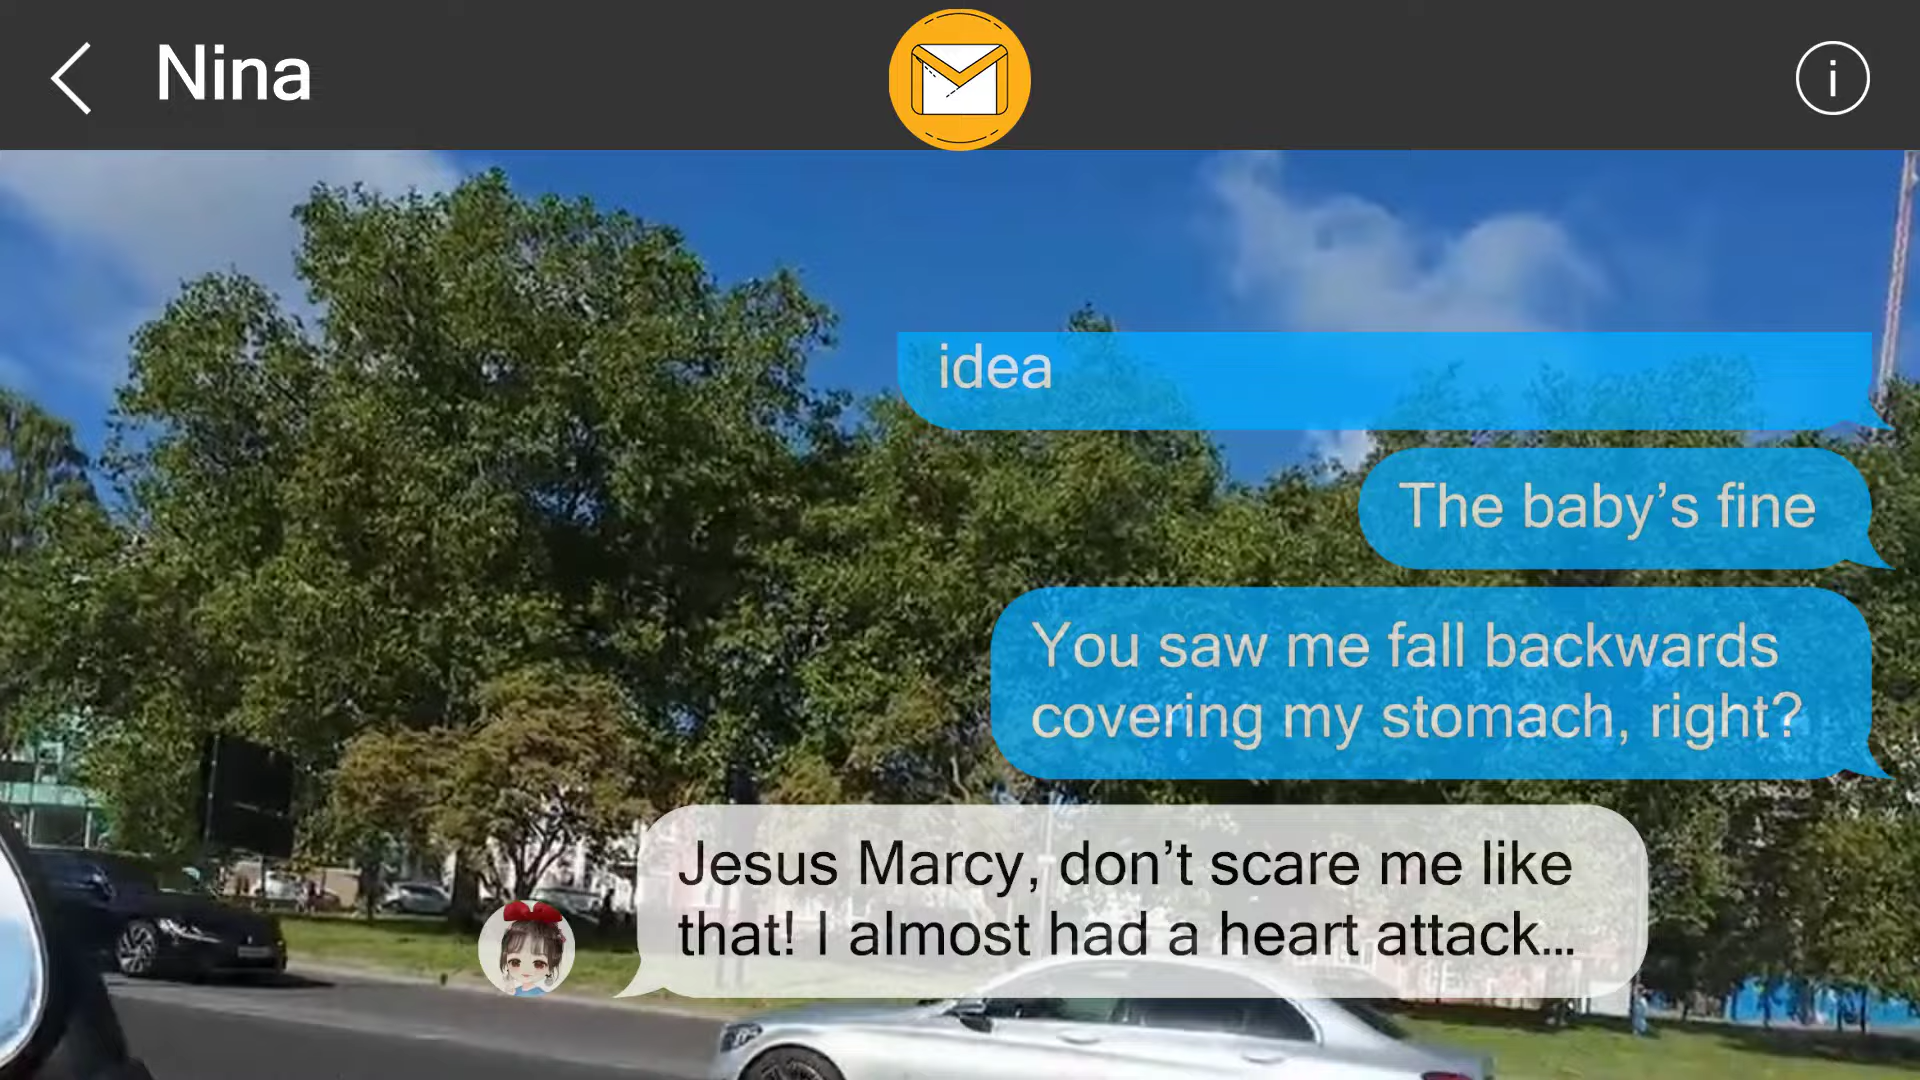 Nina
i
idea
The baby’s fine
You saw me fall backwards
covering my stomach, right?
Jesus Marcy, don’t scare me like
that! I almost had a heart attack...